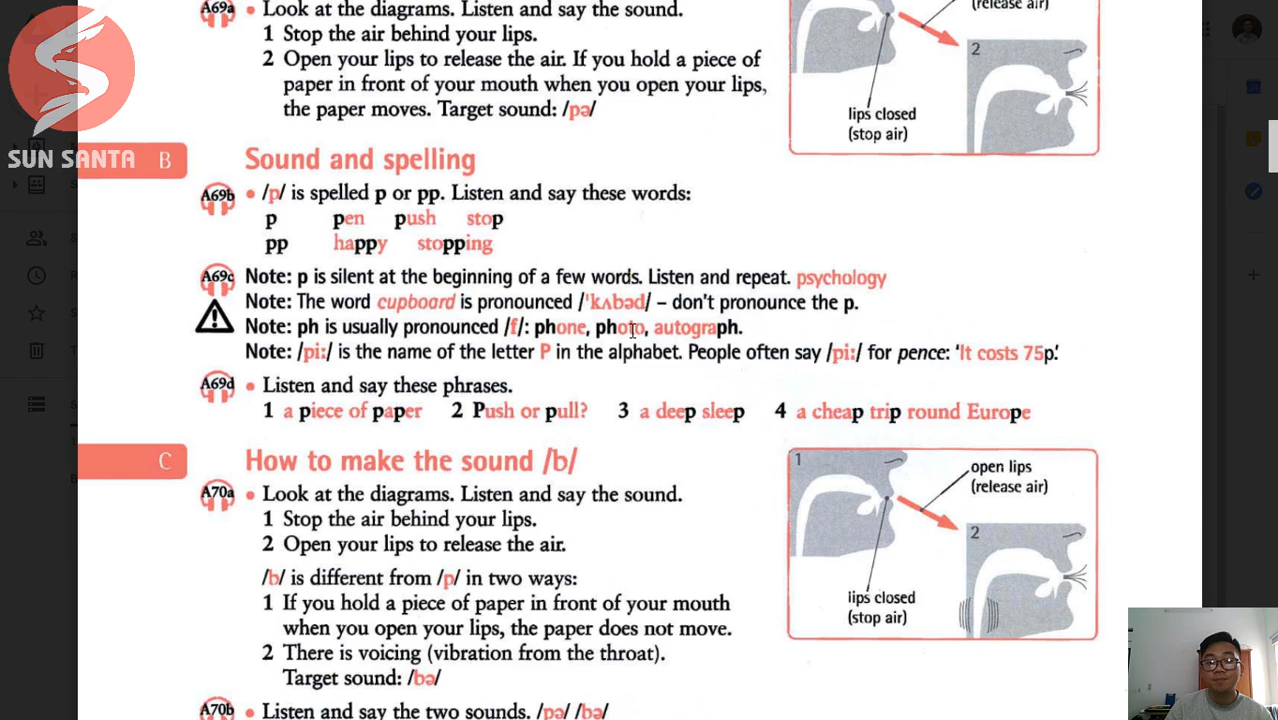 A69a • Look at the diagrams. Listen and say the sound.
1 Stop the air behind your lips.
2 Open your lips to release the air. If you hold a piece of
paper in front of your mouth when you open your lips,
the paper moves. Target sound: /pə/
(release air)
2
lips closed
(stop air)
SUN SANTA
B Sound and spelling
A69b • /p/ is spelled p or pp. Listen and say these words:
p pen push stop
pp happy stopping
A69c Note: p is silent at the beginning of a few words. Listen and repeat. psychology
Note: The word cupboard is pronounced /ˈkʌbəd/ – don't pronounce the p.
Note: ph is usually pronounced /f/: phone, photo, autograph.
Note: /piː/ is the name of the letter P in the alphabet. People often say /piː/ for pence: 'It costs 75p.'
A69d • Listen and say these phrases.
1 a piece of paper 2 Push or pull? 3 a deep sleep 4 a cheap trip round Europe
C How to make the sound /b/
A70a • Look at the diagrams. Listen and say the sound.
1 Stop the air behind your lips.
2 Open your lips to release the air.
/b/ is different from /p/ in two ways:
1 If you hold a piece of paper in front of your mouth
when you open your lips, the paper does not move.
2 There is voicing (vibration from the throat).
Target sound: /bə/
1
open lips
(release air)
2
lips closed
(stop air)
A70b • Listen and say the two sounds. /pə/ /bə/